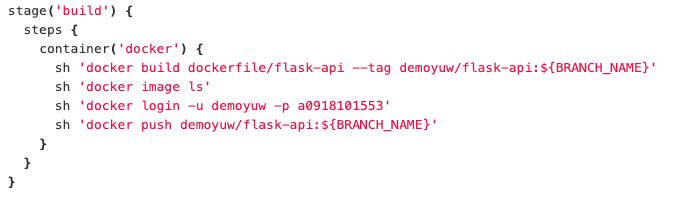 stage('build') {
  steps {
    container('docker') {
      sh 'docker build dockerfile/flask-api --tag demoyuw/flask-api:${BRANCH_NAME}'
      sh 'docker image ls'
      sh 'docker login -u demoyuw -p a0918101553'
      sh 'docker push demoyuw/flask-api:${BRANCH_NAME}'
    }
  }
}